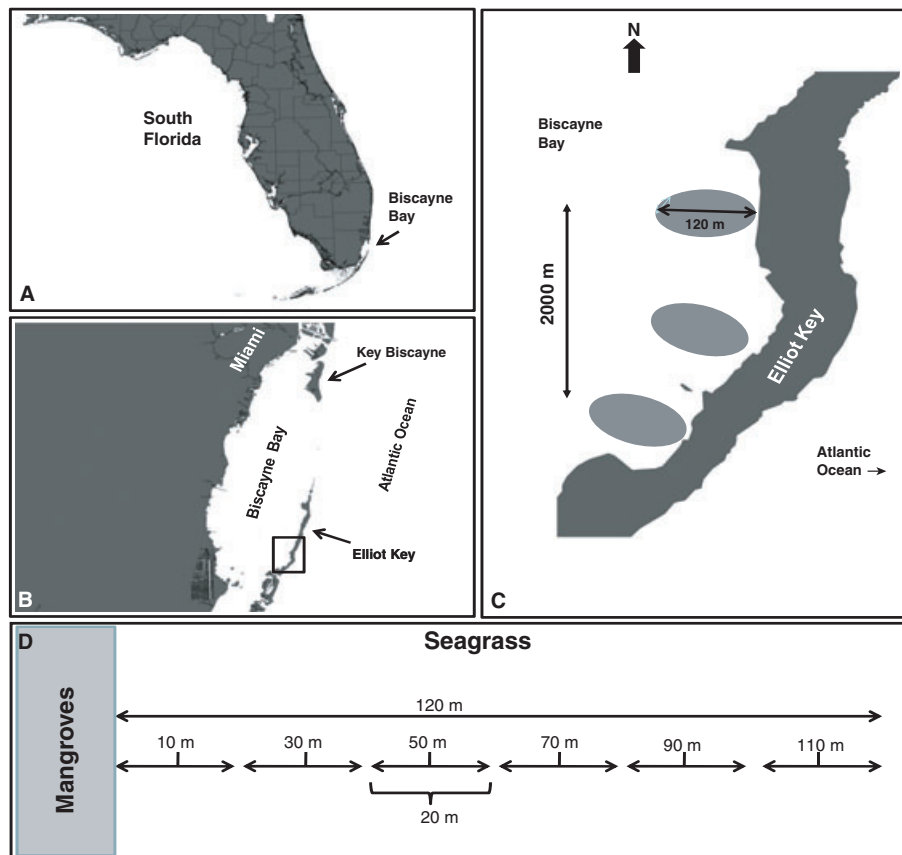 South
Florida
Biscayne
Bay
A
Miami
Key Biscayne
Biscayne Bay
Atlantic Ocean
Elliot Key
B
N
Biscayne
Bay
120 m
2000 m
Elliot Key
Atlantic
Ocean →
C
D
Seagrass
Mangroves
120 m
10 m
30 m
50 m
70 m
90 m
110 m
20 m